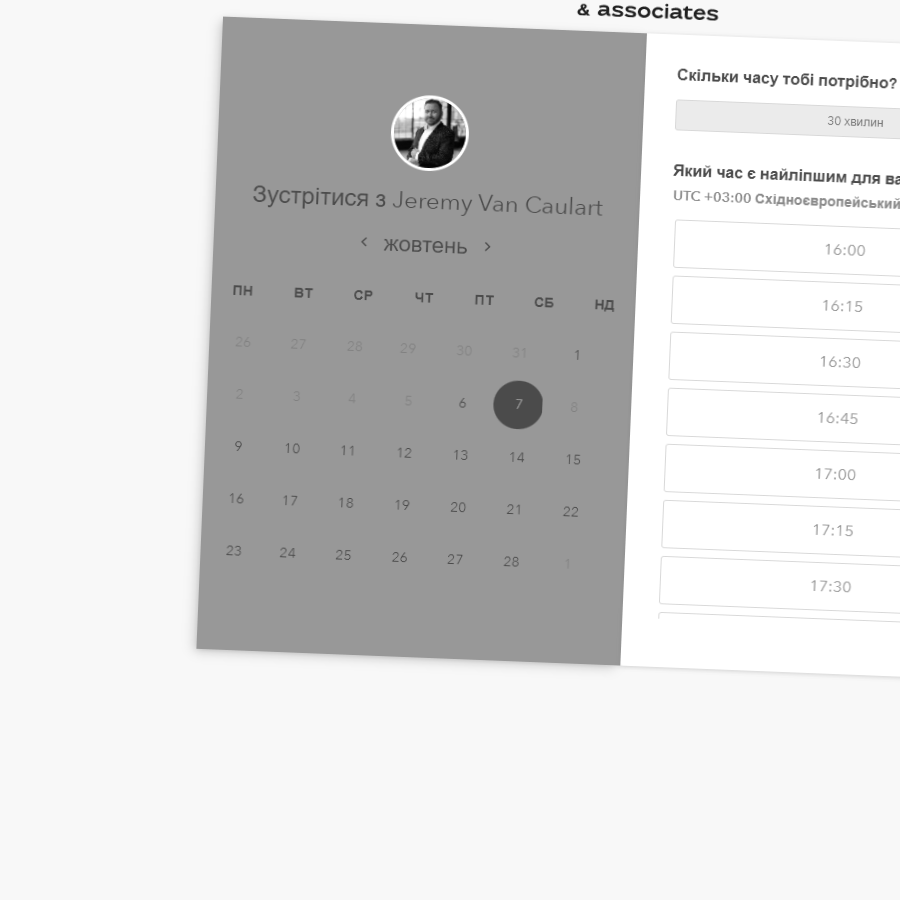 & associates
Зустрітися з Jeremy Van Caulart
‹ жовтень ›
ПН ВТ СР ЧТ ПТ СБ НД
26 27 28 29 30 31 1
2 3 4 5 6 7 8
9 10 11 12 13 14 15
16 17 18 19 20 21 22
23 24 25 26 27 28 1
Скільки часу тобі потрібно?
30 хвилин
Який час є найліпшим для ва
UTC +03:00 Східноєвропейський
16:00
16:15
16:30
16:45
17:00
17:15
17:30